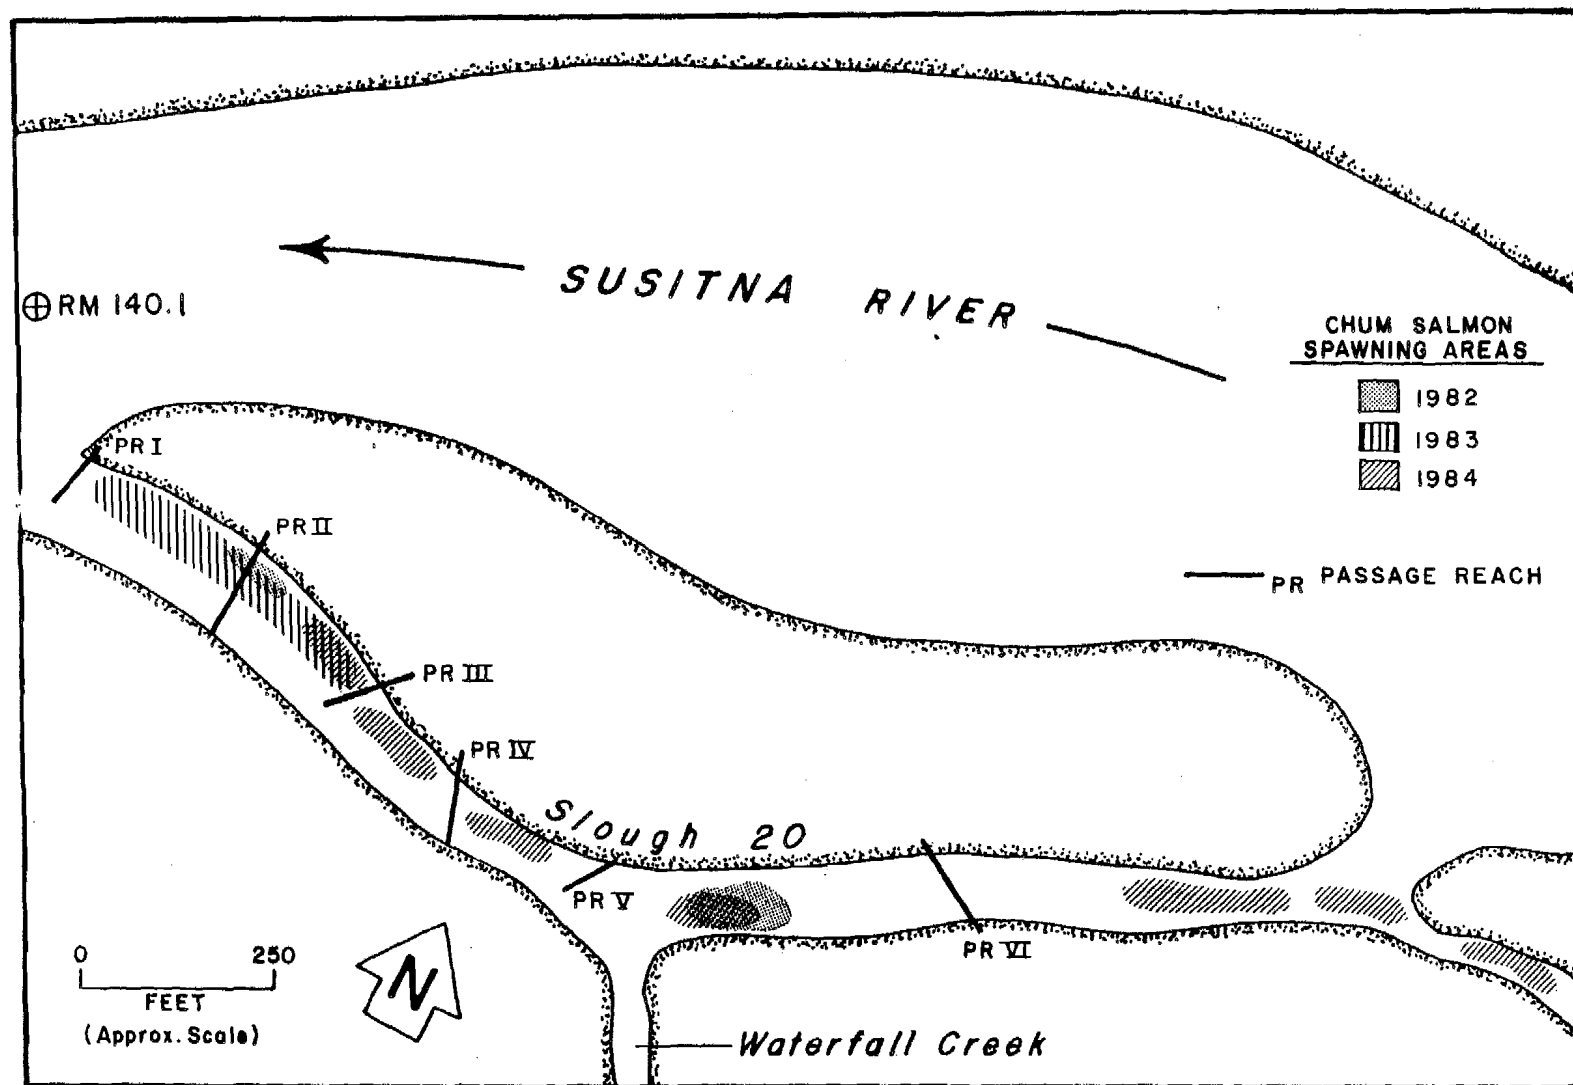 SUSITNA RIVER
RM 140.1
CHUM SALMON
SPAWNING AREAS
1982
1983
1984
PR I
PR II
PR PASSAGE REACH
PR III
PR IV
Slough 20
PR V
PR VI
0 250
FEET
(Approx. Scale)
N
Waterfall Creek